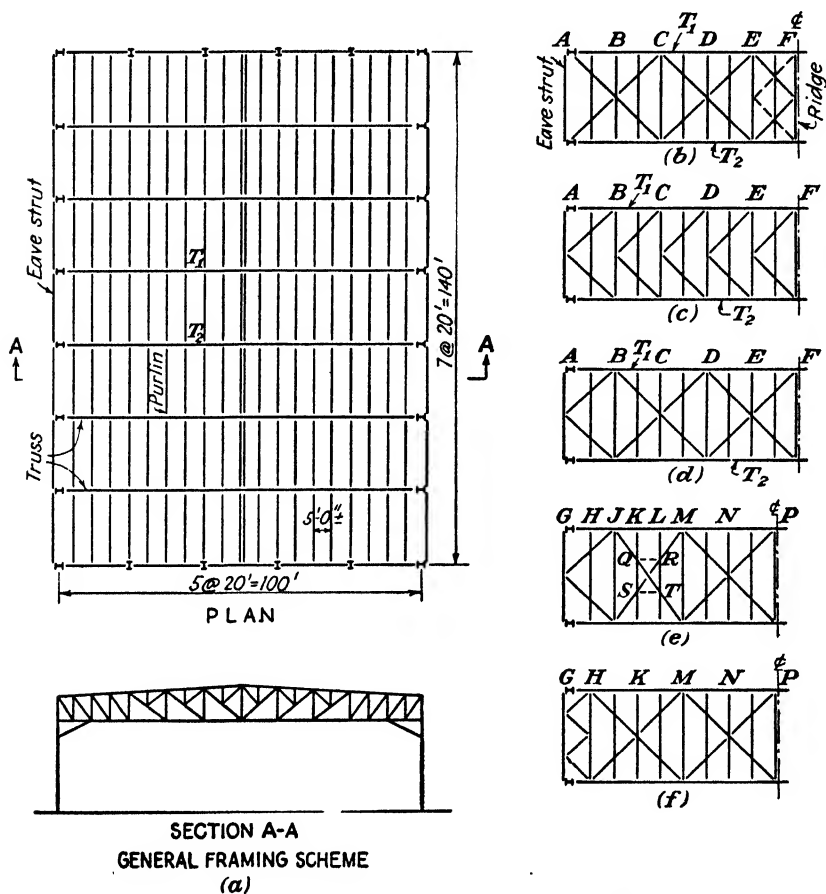 Eave strut
T₁
T₂
A
A
Purlin
Truss
5'-0"±
7@20'=140'
5@20'=100'
PLAN
SECTION A-A
GENERAL FRAMING SCHEME
(a)
A B C T₁ D E F ℄
Eave strut
Ridge
(b) T₂
A B T₁ C D E F
(c) T₂
A B T₁ C D E F
(d) T₂
G H J K L M N ℄ P
Q R
S T
(e)
G H K M N ℄ P
(f)